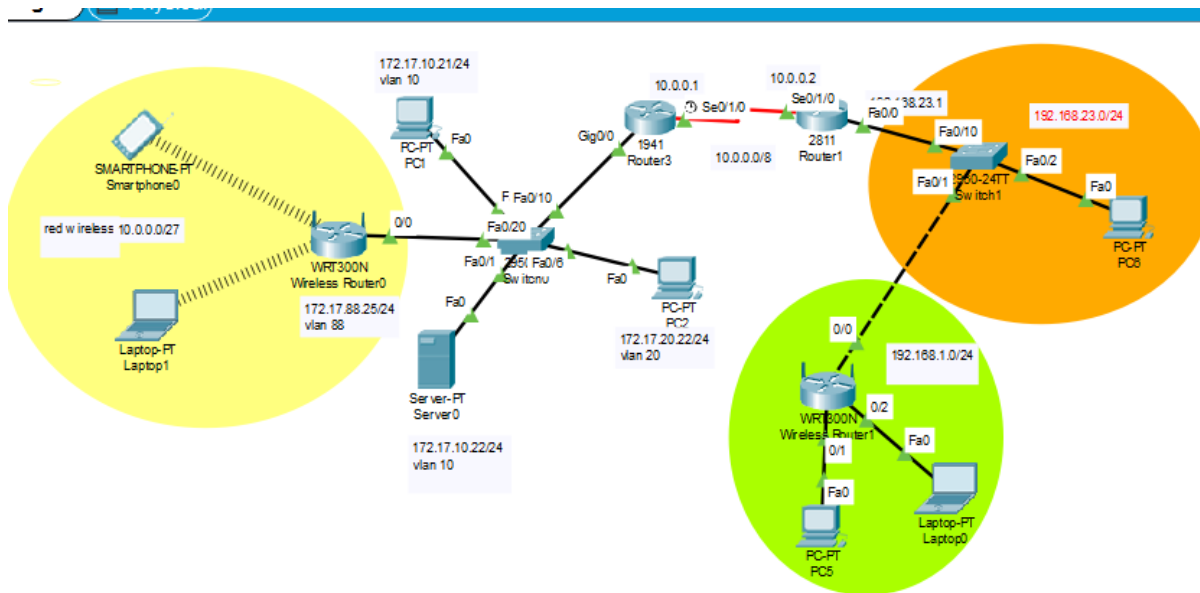 172.17.10.21/24
vlan 10
PC-PT
PC1
Fa0
SMARTPHONE-PT
Smartphone0
red wireless 10.0.0.0/27
Laptop-PT
Laptop1
0/0
WRT300N
Wireless Router0
172.17.88.25/24
vlan 88
Fa0/10
Fa0/20
Fa0/1
Fa0/6
Fa0
Server-PT
Server0
172.17.10.22/24
vlan 10
Fa0
PC-PT
PC2
172.17.20.22/24
vlan 20
Gig0/0
10.0.0.1
Se0/1/0
1941
Router3
10.0.0.0/8
10.0.0.2
Se0/1/0
2811
Router1
Fa0/0
Fa0/10
192.168.23.0/24
Fa0/1
Switch1
Fa0/2
Fa0
PC-PT
PC6
0/0
192.168.1.0/24
WRT300N
Wireless Router1
0/1
0/2
Fa0
Fa0
PC-PT
PC5
Laptop-PT
Laptop0